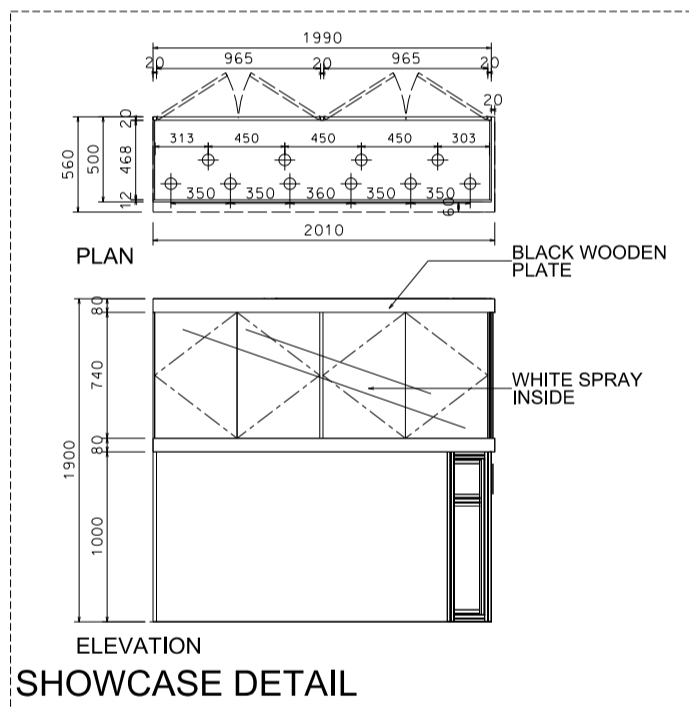 1990
20 965 20 965 20
20
560 500 20 468 12
313 450 450 450 303
350 350 360 350 350
60
2010
PLAN
BLACK WOODEN
PLATE
1900 80 740 80 1000
WHITE SPRAY
INSIDE
ELEVATION
SHOWCASE DETAIL